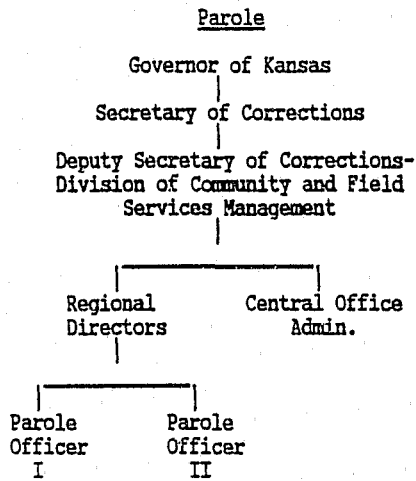 Parole
Governor of Kansas
Secretary of Corrections
Deputy Secretary of Corrections-
Division of Community and Field
Services Management
Regional Central Office
Directors Admin.
Parole Parole
Officer Officer
I II